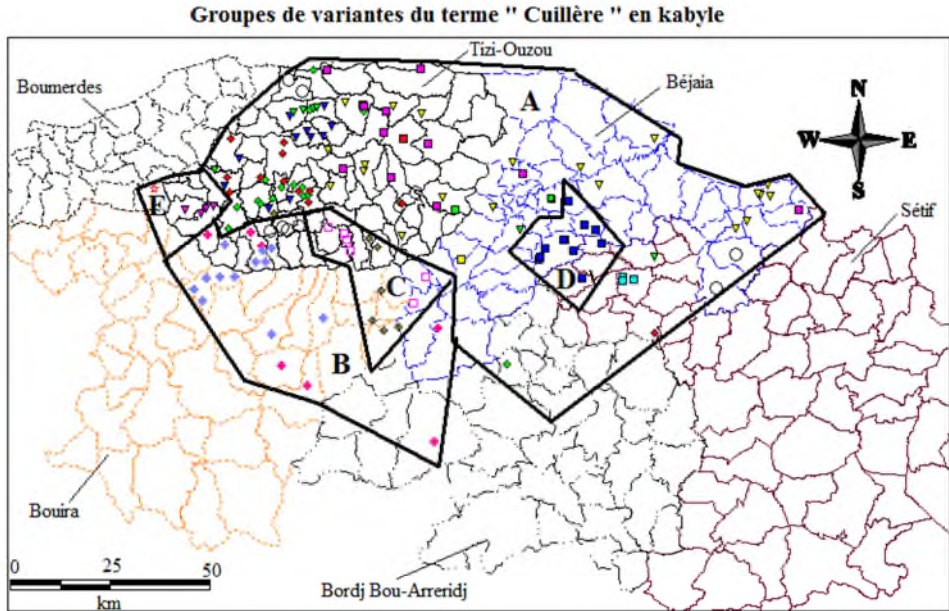 Groupes de variantes du terme " Cuillère " en kabyle
Tizi-Ouzou
Boumerdes
A
Béjaia
N
W
E
S
E
Sétif
D
C
B
Bouira
0 25 50
km
Bordj Bou-Arreridj